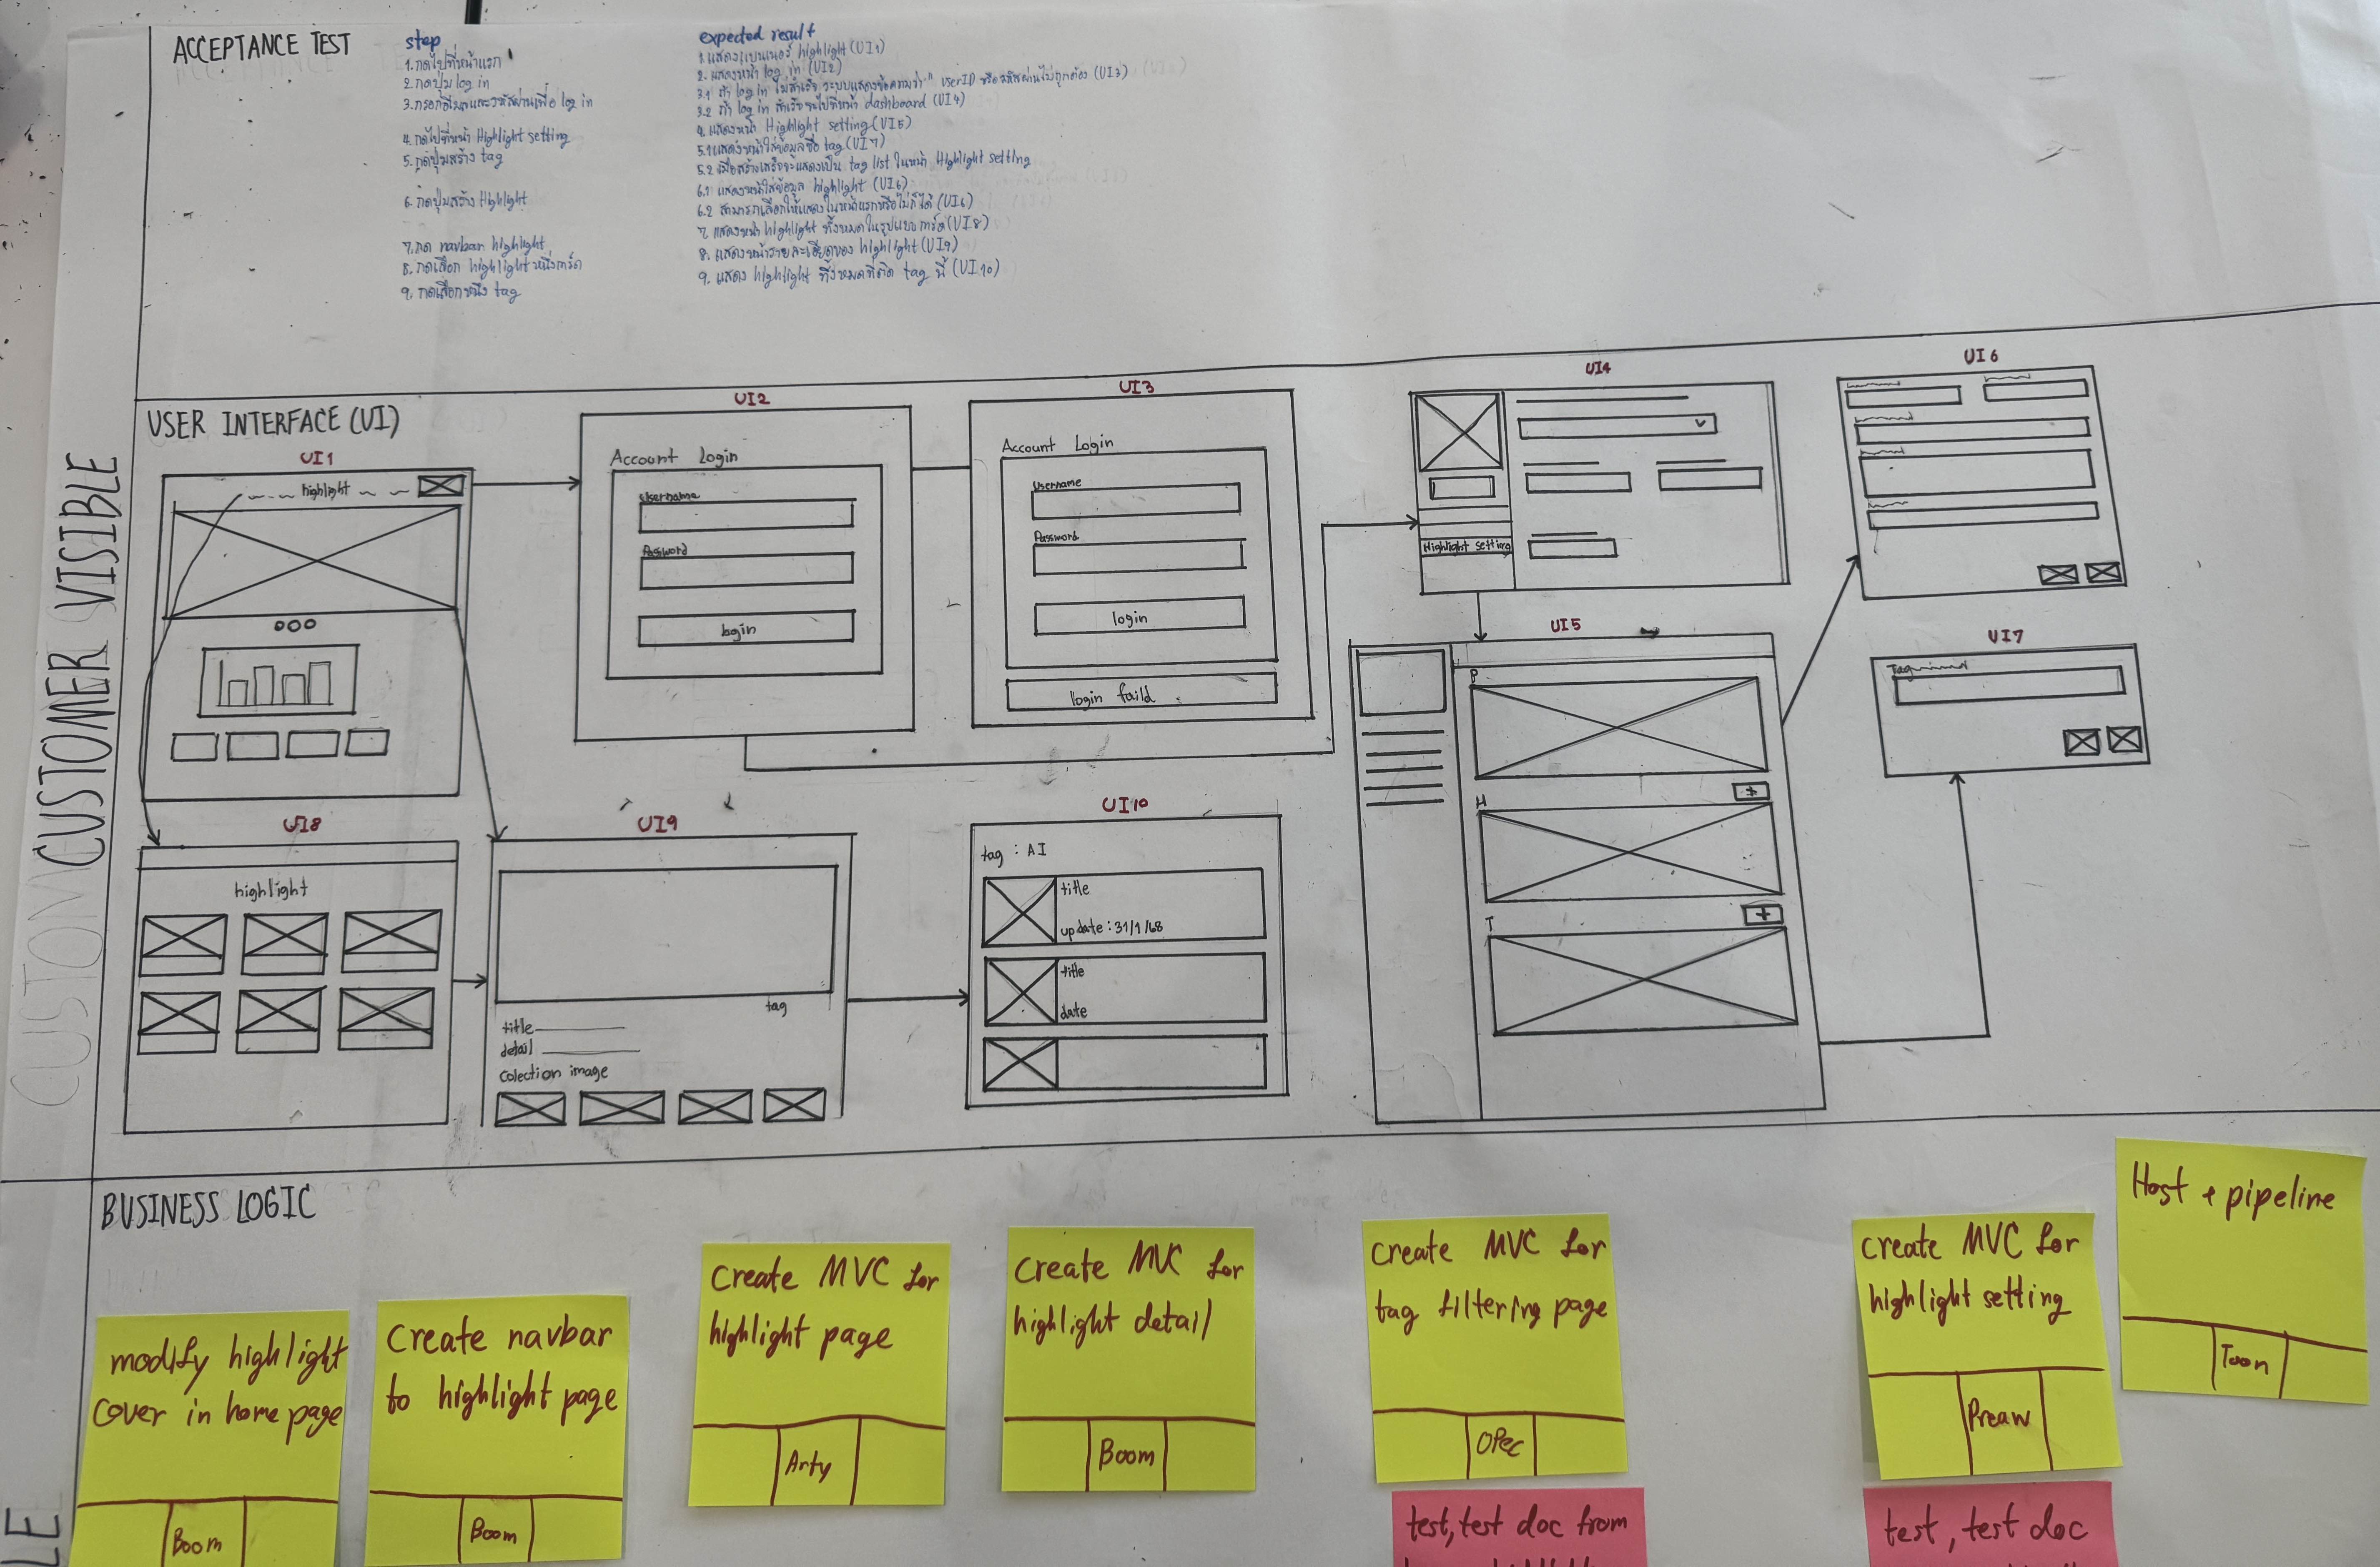 ACCEPTANCE TEST
step
1. กดไปที่หน้าแรก
2. กดปุ่ม log in
3. กรอกอีเมลและรหัสผ่านเพื่อ log in
4. กดไปที่หน้า Highlight setting
5. กดปุ่มสร้าง tag
6. กดปุ่มสร้าง Highlight
7. กด navbar highlight
8. กดเลือก highlight หนึ่งการ์ด
9. กดเลือกหนึ่ง tag
expected result
1. แสดงแบนเนอร์ highlight (UI1)
2. แสดงหน้า log in (UI2)
3.1 ถ้า log in ไม่สำเร็จ ระบบแสดงข้อความว่า " userID หรือรหัสผ่านไม่ถูกต้อง (UI3)
3.2 ถ้า log in สำเร็จจะไปที่หน้า dashboard (UI4)
4. แสดงหน้า Highlight setting (UI5)
5.1 แสดงหน้าใส่ข้อมูลชื่อ tag (UI7)
5.2 เมื่อสร้างเสร็จจะแสดงเป็น tag list ในหน้า Highlight setting
6.1 แสดงหน้าใส่ข้อมูล highlight (UI6)
6.2 สามารถเลือกให้แสดงในหน้าแรกหรือไม่ก็ได้ (UI6)
7. แสดงหน้า highlight ทั้งหมดในรูปแบบการ์ด (UI8)
8. แสดงหน้ารายละเอียดของ highlight (UI9)
9. แสดง highlight ทั้งหมดที่ติด tag นี้ (UI10)
CUSTOM
CUSTOMER VISIBLE
USER INTERFACE (UI)
UI1
highlight
UI2
Account Login
Username
Password
login
UI3
Account Login
Username
Password
login
login faild
UI4
Highlight setting
UI6
UI5
P
H
+
T
+
UI7
Tag
UI8
highlight
UI9
tag
title
detail
colection image
UI10
tag : AI
title
update : 31/1/68
title
date
BUSINESS LOGIC
modify highlight
cover in home page
Boom
Create navbar
to highlight page
Boom
Create MVC for
highlight page
Arty
Create MVC for
highlight detail
Boom
Create MVC for
tag filtering page
OPEC
test, test doc from
create MVC for
highlight setting
Preaw
test, test doc
Host + pipeline
Toon
LE